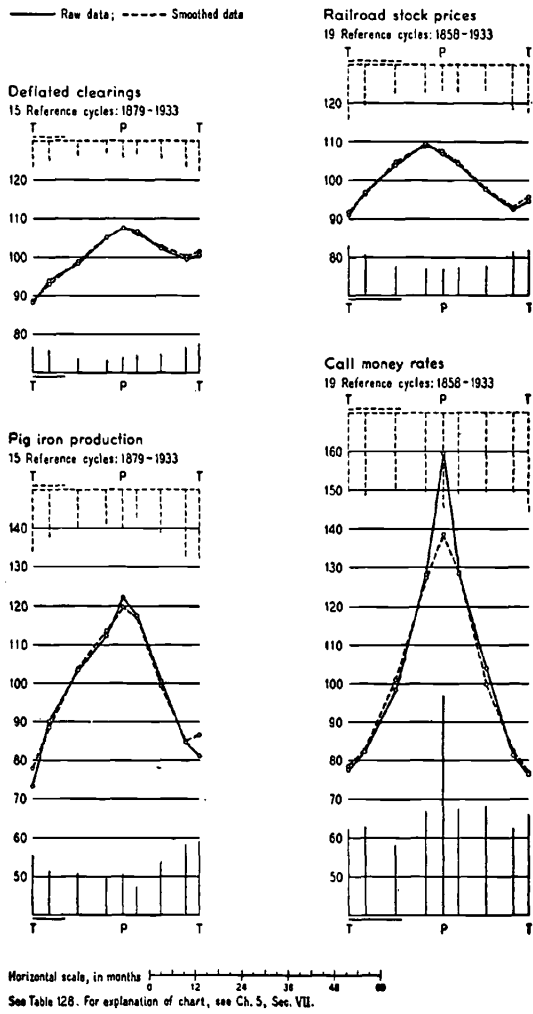 Raw data; Smoothed data
Deflated clearings
15 Reference cycles: 1879-1933
T P T
120
110
100
90
80
T P T
Pig iron production
15 Reference cycles: 1879-1933
T P T
140
130
120
110
100
90
80
70
60
50
T P T
Railroad stock prices
19 Reference cycles: 1858-1933
T P T
120
110
100
90
80
T P T
Call money rates
19 Reference cycles: 1858-1933
T P T
160
150
140
130
120
110
100
90
80
70
60
50
T P T
Horizontal scale, in months 0 12 24 36 48 60
See Table 128. For explanation of chart, see Ch. 5, Sec. VII.